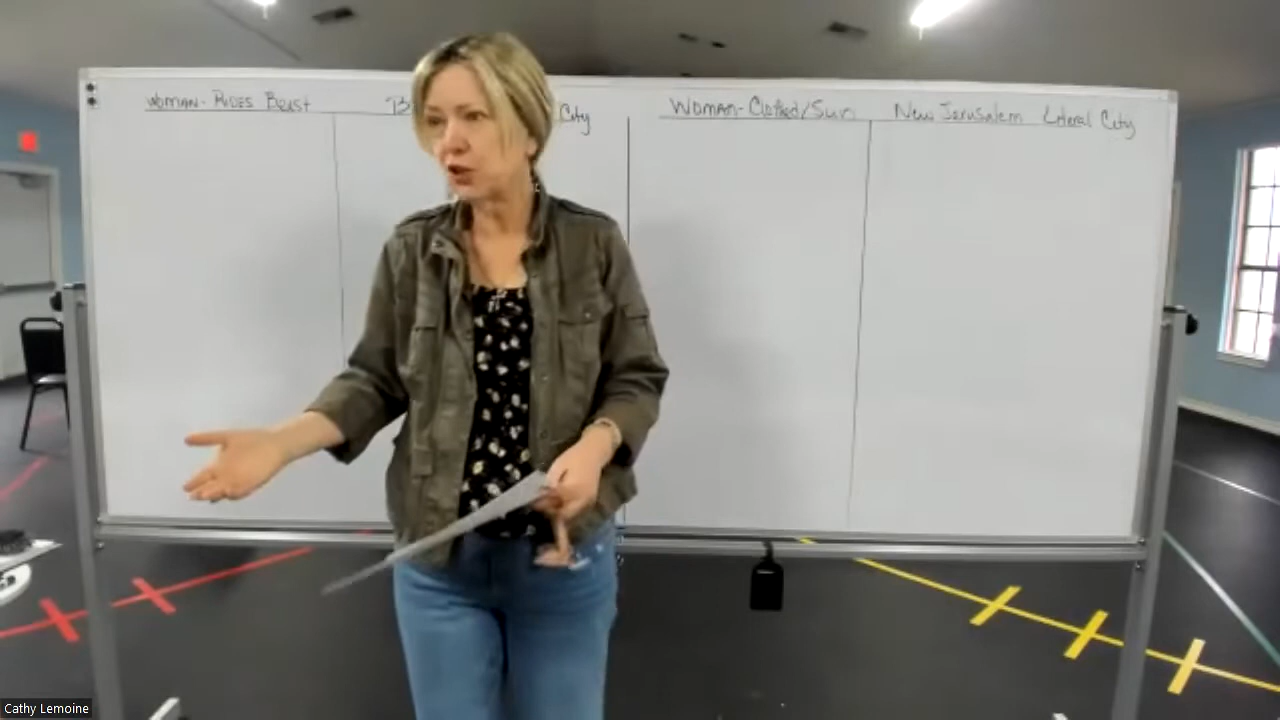 Woman - Rides Beast
City
Woman - Clothed/Sun
New Jerusalem Literal City
Cathy Lemoine